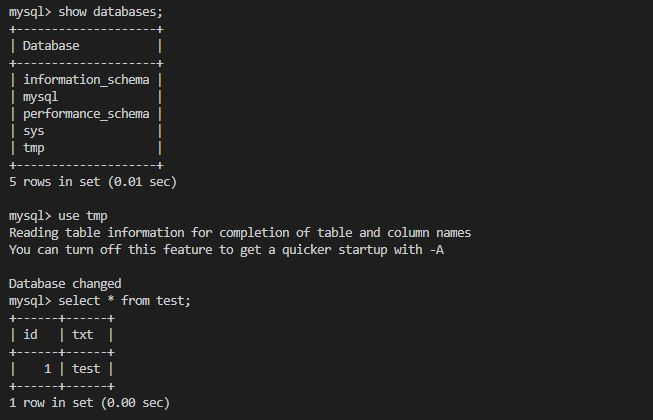 mysql> show databases;
+--------------------+
| Database           |
+--------------------+
| information_schema |
| mysql              |
| performance_schema |
| sys                |
| tmp                |
+--------------------+
5 rows in set (0.01 sec)

mysql> use tmp
Reading table information for completion of table and column names
You can turn off this feature to get a quicker startup with -A

Database changed
mysql> select * from test;
+------+------+
| id   | txt  |
+------+------+
|    1 | test |
+------+------+
1 row in set (0.00 sec)